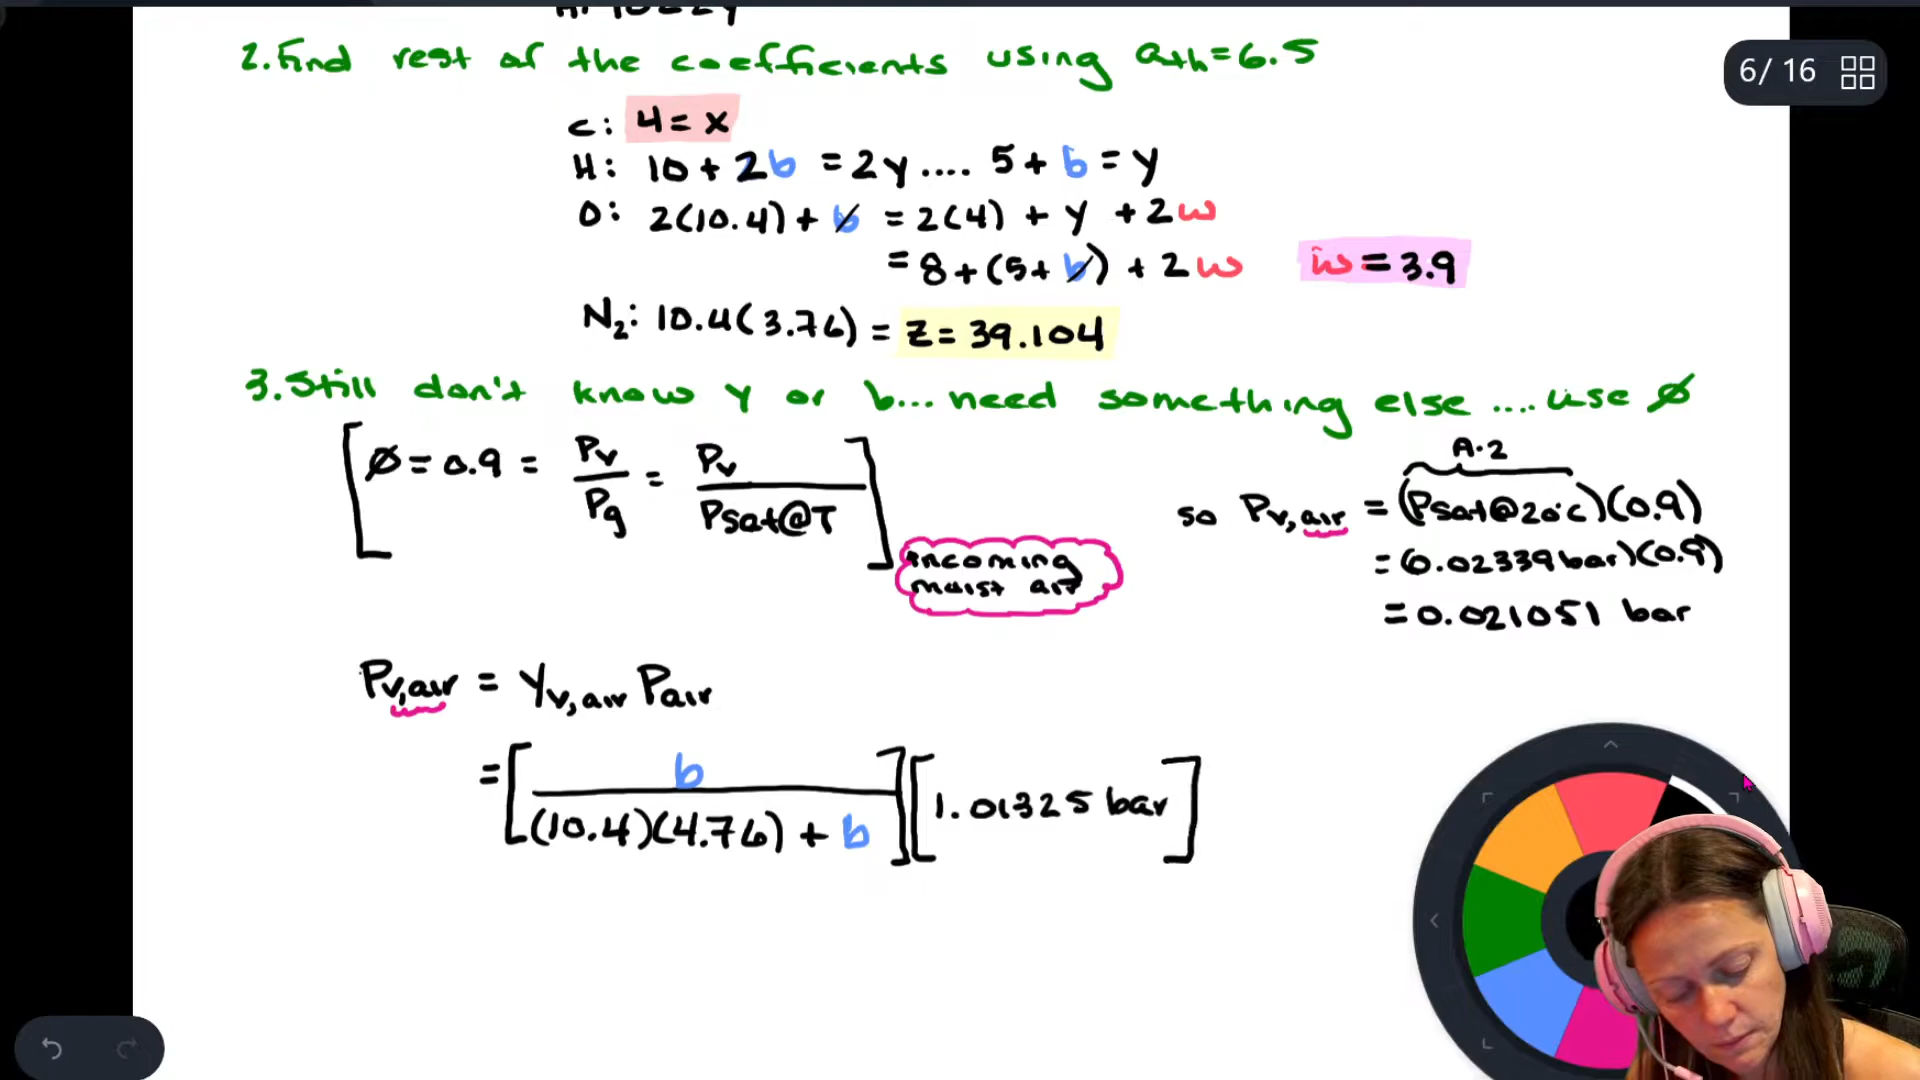 2. Find rest of the coefficients using ath = 6.5
6/ 16
C: 4 = x
H: 10 + 2b = 2y .... 5 + b = y
O: 2(10.4) + b = 2(4) + y + 2w
= 8 + (5 + b) + 2w w = 3.9
N₂: 10.4(3.76) = z = 39.104
3. Still don't know y or b... need something else .... use Ø
[Ø = 0.9 = Pv/Pg = Pv/Psat@T]
incoming
moist air
A-2
so Pv,air = (Psat@20°C)(0.9)
= (0.02339 bar)(0.9)
= 0.021051 bar
Pv,air = Yv,air Pair
= [b/((10.4)(4.76) + b)] [1.01325 bar]